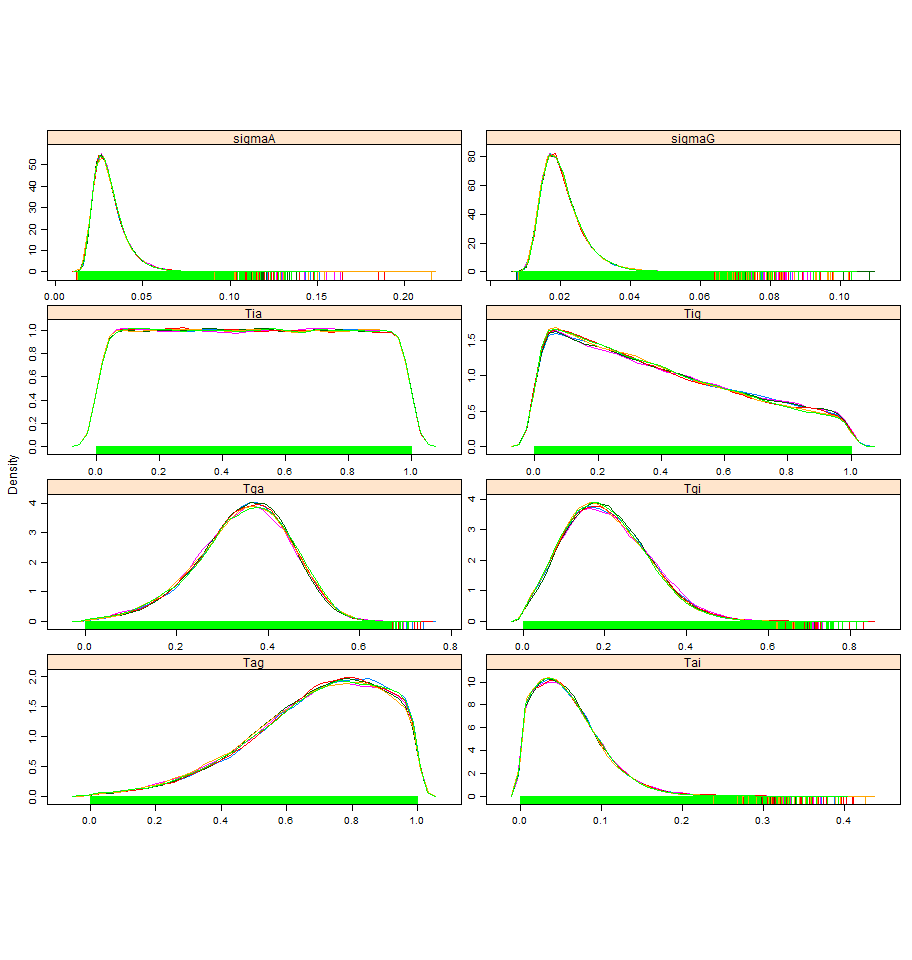 sigmaA
0 10 20 30 40 50
0.00 0.05 0.10 0.15 0.20
sigmaG
0 20 40 60 80
0.02 0.04 0.06 0.08 0.10
Tia
0.0 0.2 0.4 0.6 0.8 1.0
0.0 0.2 0.4 0.6 0.8 1.0
Tig
0.0 0.5 1.0 1.5
0.0 0.2 0.4 0.6 0.8 1.0
Density
Tga
0 1 2 3 4
0.0 0.2 0.4 0.6 0.8
Tgi
0 1 2 3 4
0.0 0.2 0.4 0.6 0.8
Tag
0.0 0.5 1.0 1.5 2.0
0.0 0.2 0.4 0.6 0.8 1.0
Tai
0 2 4 6 8 10
0.0 0.1 0.2 0.3 0.4